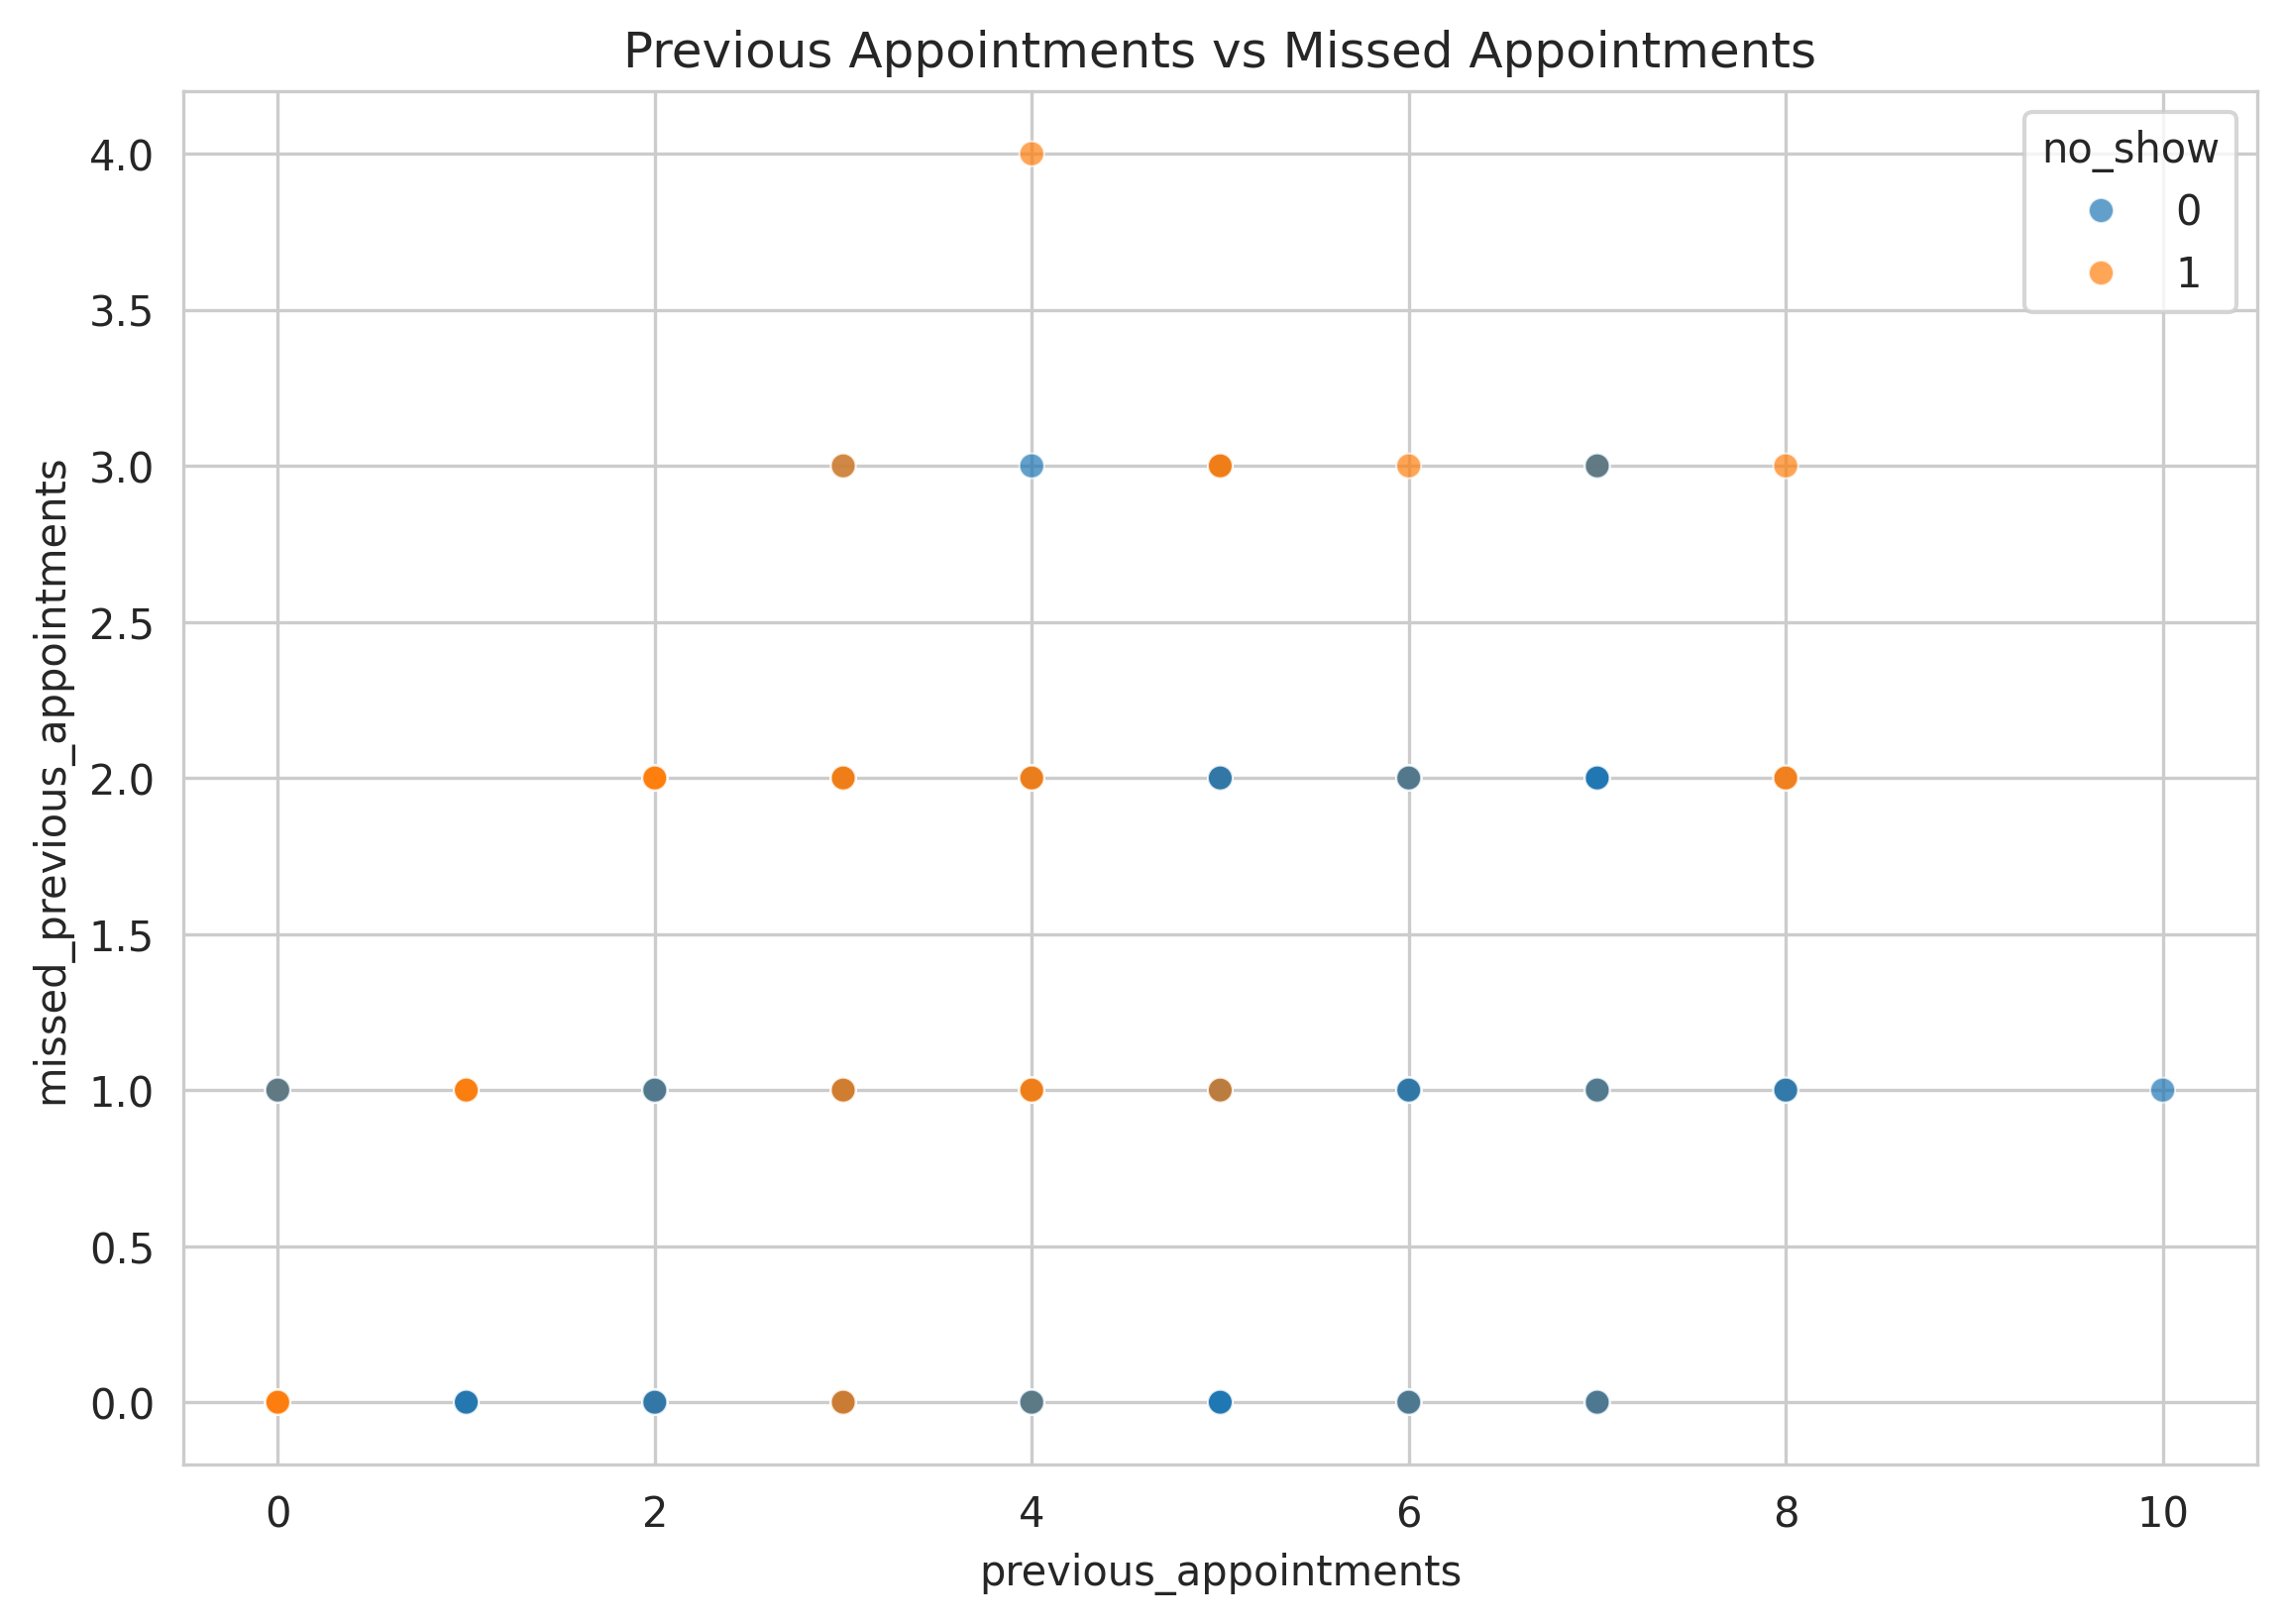 Previous Appointments vs Missed Appointments
no_show
0
1
missed_previous_appointments
4.0
3.5
3.0
2.5
2.0
1.5
1.0
0.5
0.0
0 2 4 6 8 10
previous_appointments